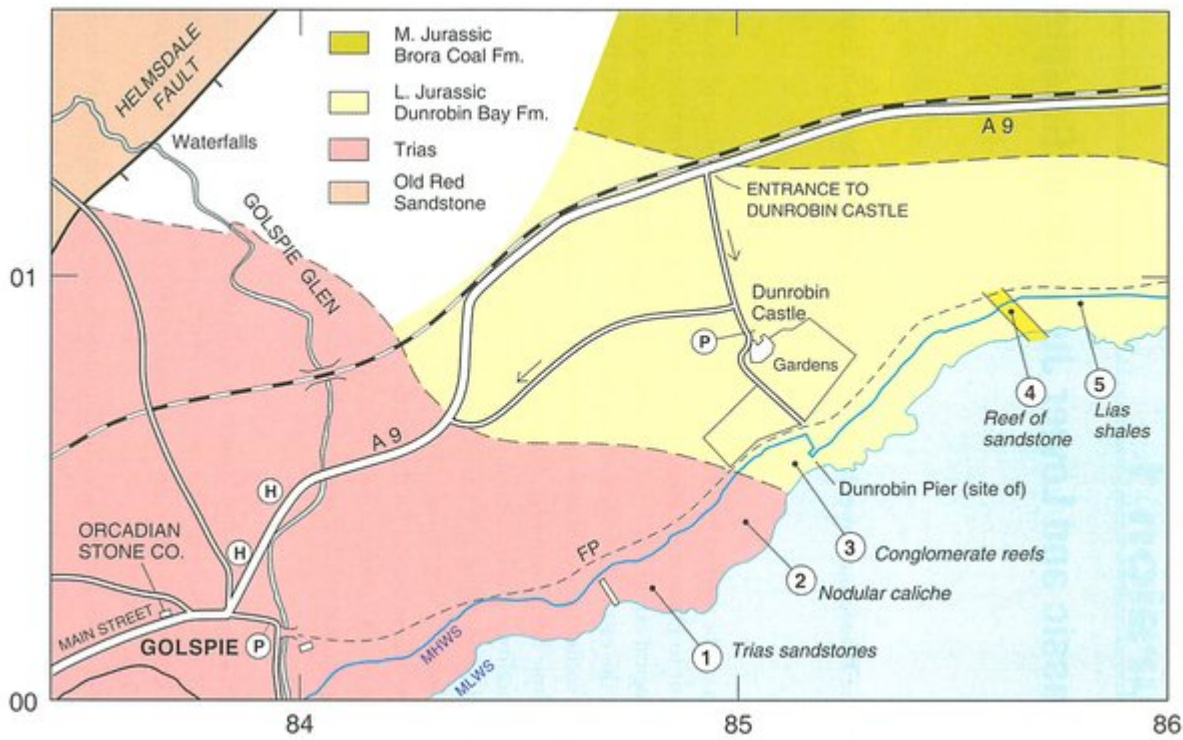 M. Jurassic
Brora Coal Fm.
L. Jurassic
Dunrobin Bay Fm.
Trias
Old Red
Sandstone
HELMSDALE
FAULT
Waterfalls
GOLSPIE GLEN
A 9
ENTRANCE TO
DUNROBIN CASTLE
01
Dunrobin
Castle
P
Gardens
4
Reef of
sandstone
5
Lias
shales
A 9
Dunrobin Pier (site of)
H
ORCADIAN
STONE CO.
H
FP
3 Conglomerate reefs
2 Nodular caliche
MAIN STREET
GOLSPIE P
MHWS
MLWS
1 Trias sandstones
00
84
85
86